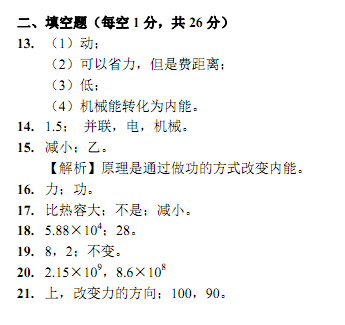 二、填空题（每空 1 分，共 26 分）
13. （1）动；
（2）可以省力，但是费距离；
（3）低；
（4）机械能转化为内能。
14. 1.5； 并联，电，机械。
15. 减小；乙。
【解析】原理是通过做功的方式改变内能。
16. 力；功。
17. 比热容大；不是；减小。
18. 5.88×10⁴；28。
19. 8，2；不变。
20. 2.15×10⁹，8.6×10⁸
21. 上，改变力的方向；100，90。